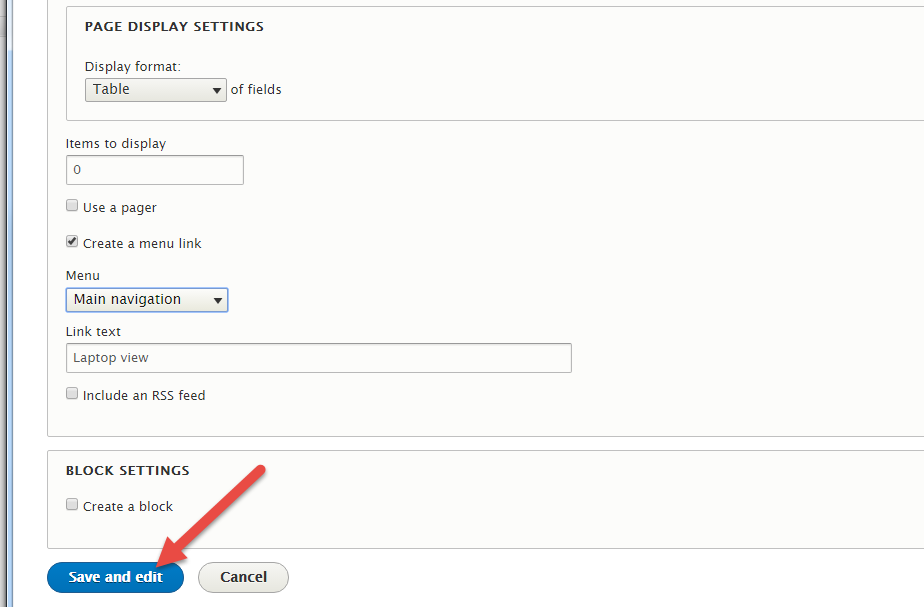 PAGE DISPLAY SETTINGS
Display format:
Table of fields
Items to display
0
Use a pager
Create a menu link
Menu
Main navigation
Link text
Laptop view
Include an RSS feed
BLOCK SETTINGS
Create a block
Save and edit Cancel